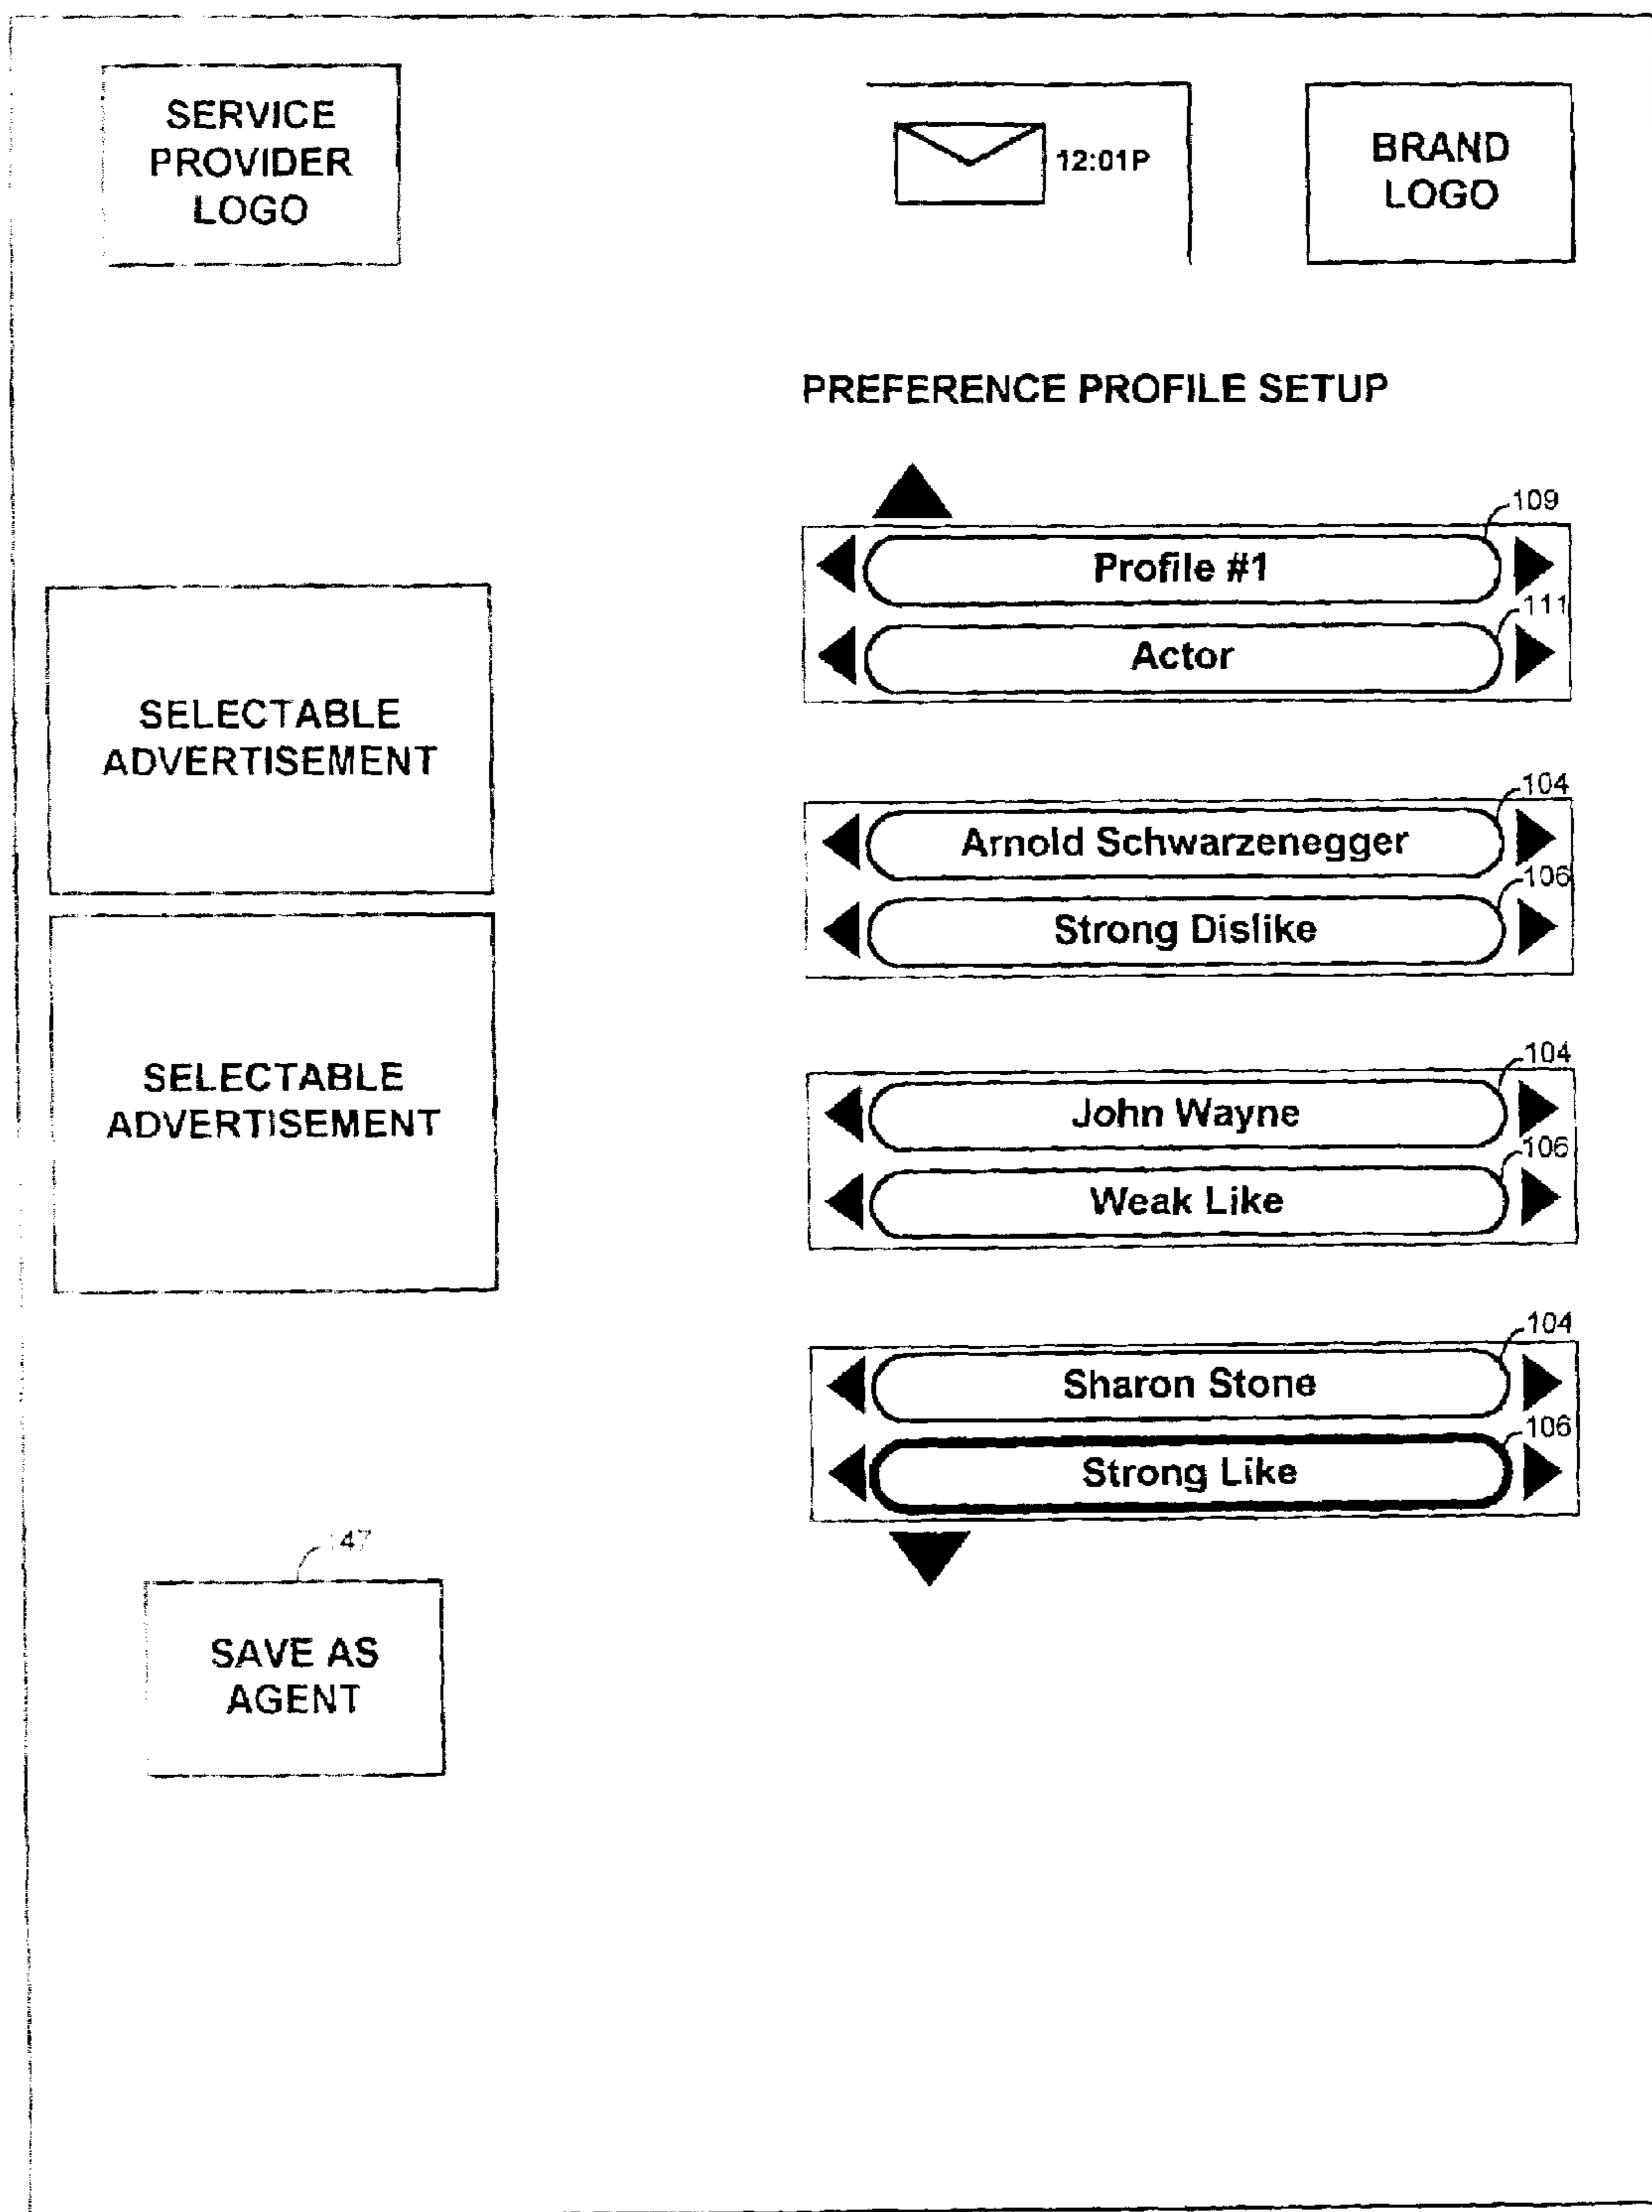 SERVICE
PROVIDER
LOGO
12:01P
BRAND
LOGO
PREFERENCE PROFILE SETUP
109
Profile #1
111
Actor
SELECTABLE
ADVERTISEMENT
104
Arnold Schwarzenegger
106
Strong Dislike
SELECTABLE
ADVERTISEMENT
104
John Wayne
106
Weak Like
104
Sharon Stone
106
Strong Like
147
SAVE AS
AGENT